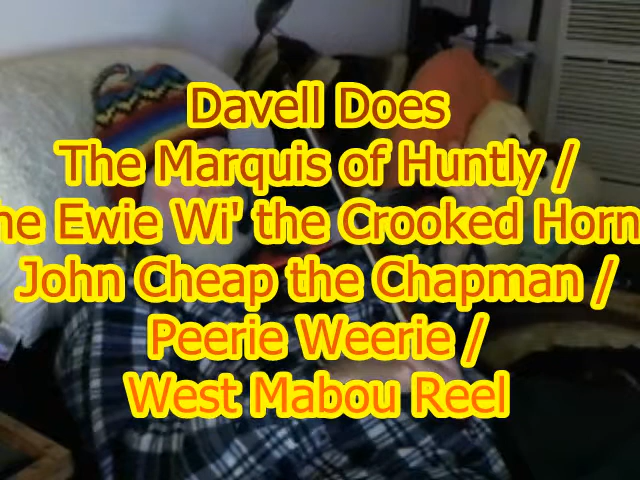 Davell Does
The Marquis of Huntly /
he Ewie Wi' the Crooked Horn
John Cheap the Chapman /
Peerie Weerie /
West Mabou Reel